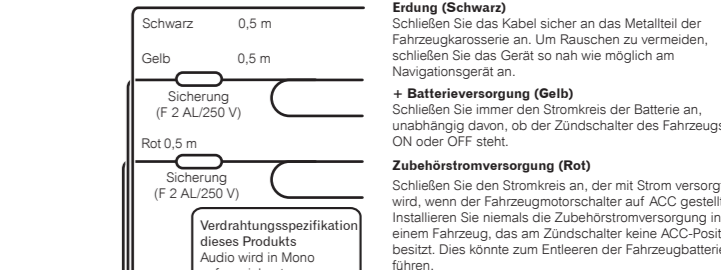 Schwarz 0,5 m
Gelb 0,5 m
Sicherung
(F 2 AL/250 V)
Rot 0,5 m
Sicherung
(F 2 AL/250 V)
Verdrahtungsspezifikation
dieses Produkts
Audio wird in Mono
Erdung (Schwarz)
Schließen Sie das Kabel sicher an das Metallteil der
Fahrzeugkarosserie an. Um Rauschen zu vermeiden,
schließen Sie das Gerät so nah wie möglich am
Navigationsgerät an.
+ Batterieversorgung (Gelb)
Schließen Sie immer den Stromkreis der Batterie an,
unabhängig davon, ob der Zündschalter des Fahrzeugs
ON oder OFF steht.
Zubehörstromversorgung (Rot)
Schließen Sie den Stromkreis an, der mit Strom versorgt
wird, wenn der Fahrzeugmotorschalter auf ACC gestellt
Installieren Sie niemals die Zubehörstromversorgung in
einem Fahrzeug, das am Zündschalter keine ACC-Posit
besitzt. Dies könnte zum Entleeren der Fahrzeugbatterie
führen.